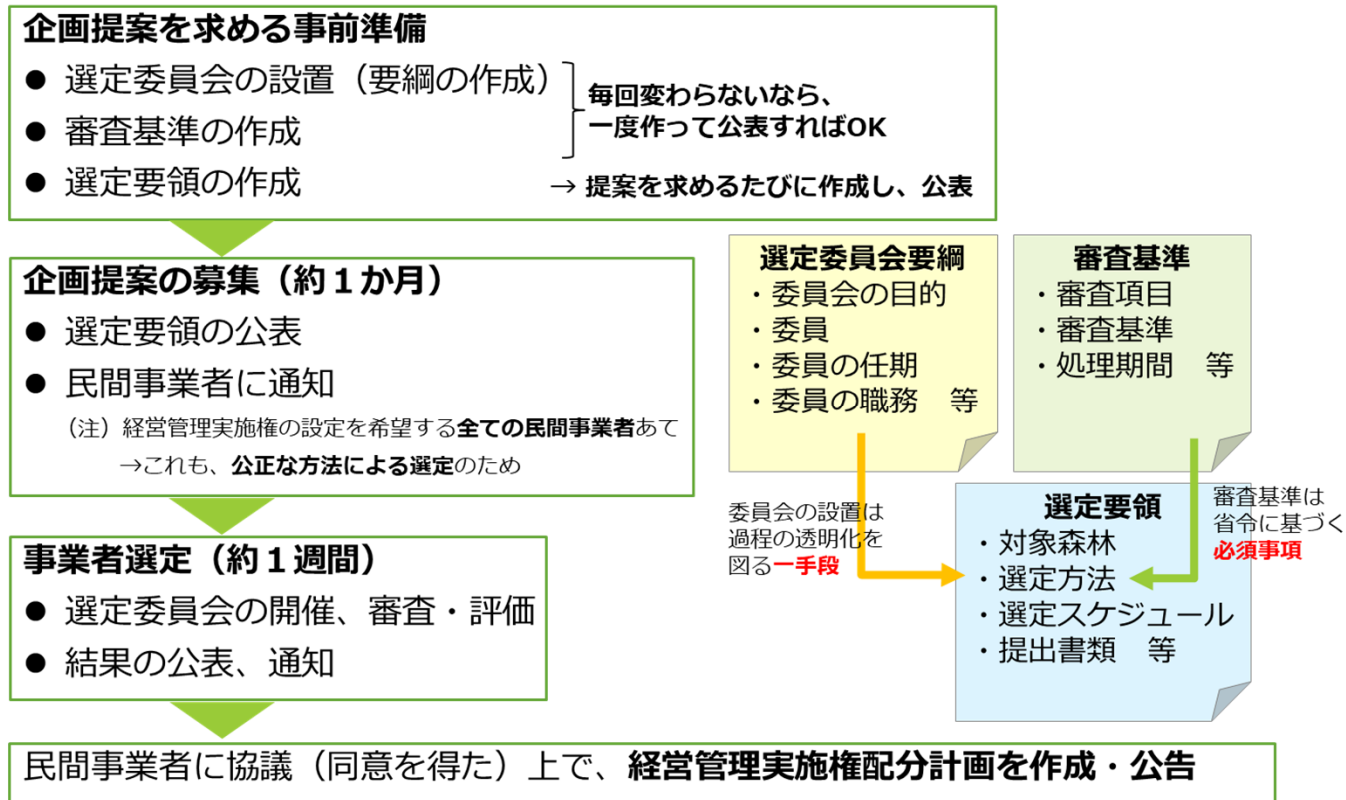 企画提案を求める事前準備
● 選定委員会の設置（要綱の作成）
● 審査基準の作成
● 選定要領の作成
毎回変わらないなら、
一度作って公表すればOK
→ 提案を求めるたびに作成し、公表
企画提案の募集（約１か月）
● 選定要領の公表
● 民間事業者に通知
（注）経営管理実施権の設定を希望する全ての民間事業者あて
→これも、公正な方法による選定のため
事業者選定（約１週間）
● 選定委員会の開催、審査・評価
● 結果の公表、通知
民間事業者に協議（同意を得た）上で、経営管理実施権配分計画を作成・公告
選定委員会要綱
・委員会の目的
・委員
・委員の任期
・委員の職務　等
審査基準
・審査項目
・審査基準
・処理期間　等
委員会の設置は
過程の透明化を
図る一手段
選定要領
・対象森林
・選定方法
・選定スケジュール
・提出書類　等
審査基準は
省令に基づく
必須事項